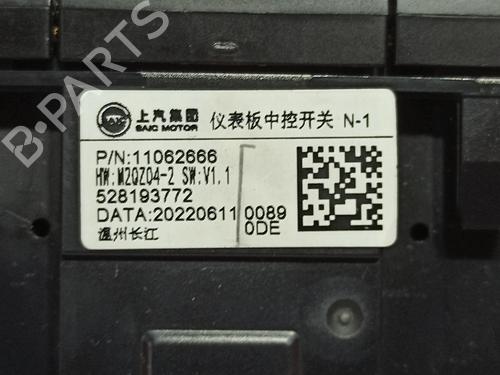 B-PARTS
上汽集团 仪表板中控开关 N-1
SAIC MOTOR
P/N:11062666
HW:M2QZ04-2 SW:V1.1
528193772
DATA:20220611 0089
温州长江 0DE